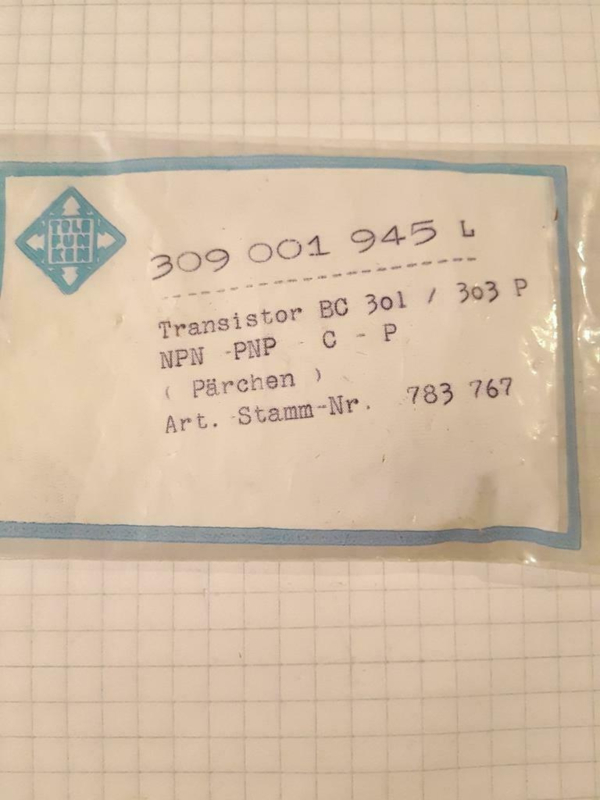 TELE
FUN
KEN
309 001 945 L
Transistor BC 301 / 303 P
NPN -PNP - C - P
( Pärchen )
Art. Stamm-Nr. 783 767